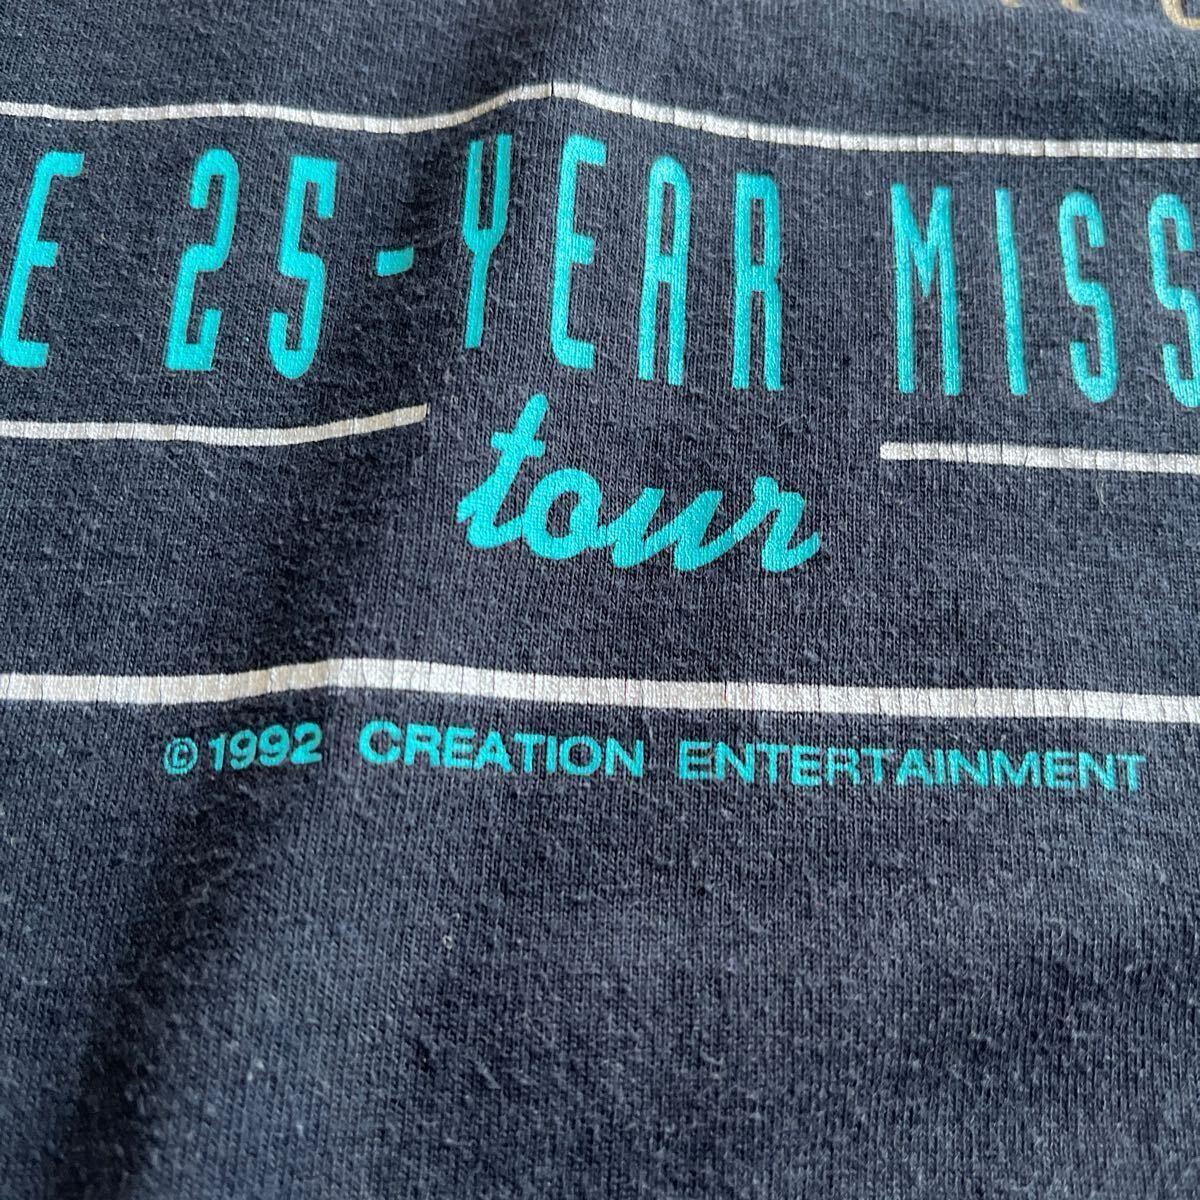 E 25-YEAR MISS
tour
© 1992 CREATION ENTERTAINMENT